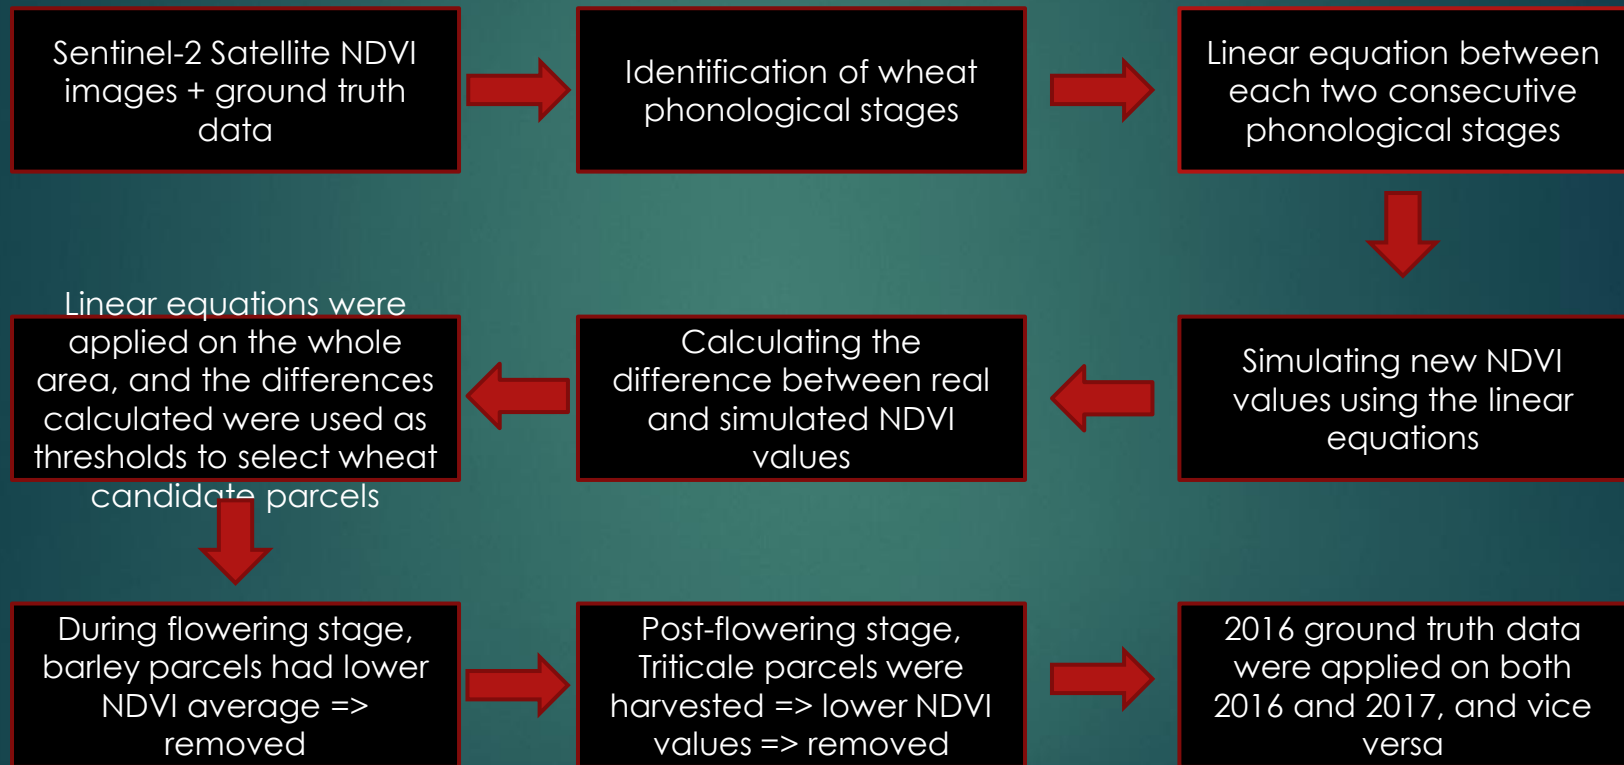 Sentinel-2 Satellite NDVI
images + ground truth
data
Identification of wheat
phonological stages
Linear equation between
each two consecutive
phonological stages
Simulating new NDVI
values using the linear
equations
Calculating the
difference between real
and simulated NDVI
values
Linear equations were
applied on the whole
area, and the differences
calculated were used as
thresholds to select wheat
candidate parcels
During flowering stage,
barley parcels had lower
NDVI average =>
removed
Post-flowering stage,
Triticale parcels were
harvested => lower NDVI
values => removed
2016 ground truth data
were applied on both
2016 and 2017, and vice
versa